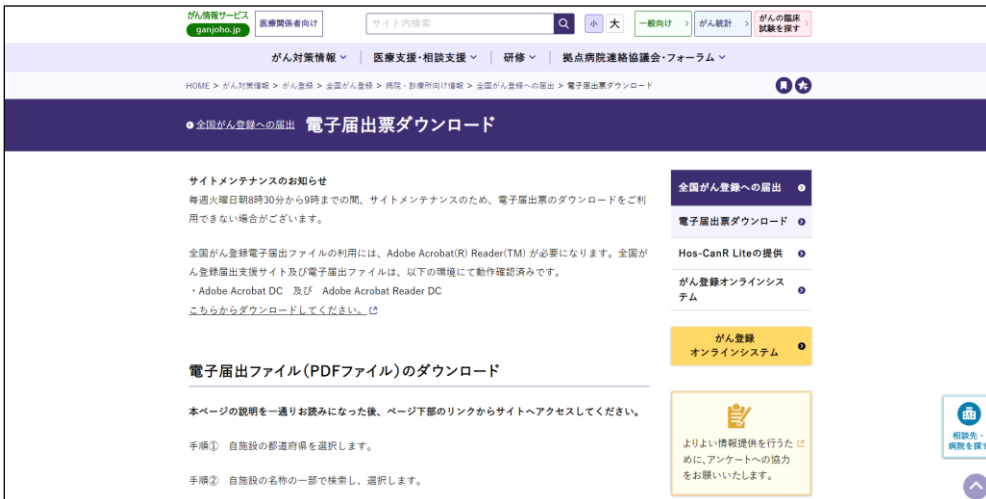 がん情報サービス
ganjoho.jp
医療関係者向け
サイト内検索
小 大
一般向け
がん統計
がんの臨床
試験を探す
がん対策情報
医療支援・相談支援
研修
拠点病院連絡協議会・フォーラム
HOME > がん対策情報 > がん登録 > 全国がん登録 > 病院・診療所向け情報 > 全国がん登録への届出 > 電子届出票ダウンロード
全国がん登録への届出 電子届出票ダウンロード
サイトメンテナンスのお知らせ
毎週火曜日朝8時30分から9時までの間、サイトメンテナンスのため、電子届出票のダウンロードをご利
用できない場合がございます。
全国がん登録電子届出ファイルの利用には、Adobe Acrobat(R) Reader(TM) が必要になります。全国が
ん登録届出支援サイト及び電子届出ファイルは、以下の環境にて動作確認済みです。
・Adobe Acrobat DC 及び Adobe Acrobat Reader DC
こちらからダウンロードしてください。
電子届出ファイル（PDFファイル）のダウンロード
本ページの説明を一通りお読みになった後、ページ下部のリンクからサイトへアクセスしてください。
手順① 自施設の都道府県を選択します。
手順② 自施設の名称の一部で検索し、選択します。
全国がん登録への届出
電子届出票ダウンロード
Hos-CanR Liteの提供
がん登録オンラインシス
テム
がん登録
オンラインシステム
よりよい情報提供を行うた
めに、アンケートへの協力
をお願いいたします。
相談先・
病院を探す